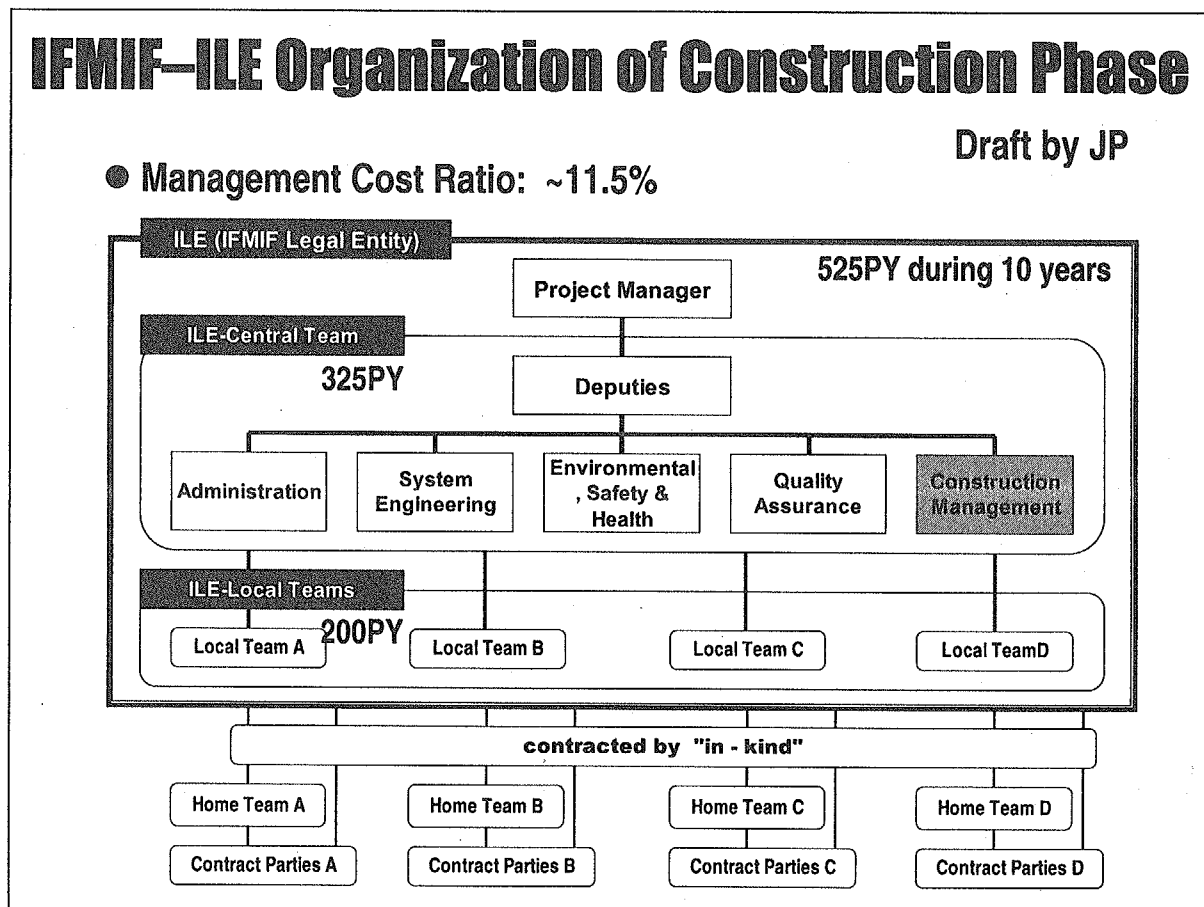 IFMIF–ILE Organization of Construction Phase
Draft by JP
● Management Cost Ratio: ~11.5%
ILE (IFMIF Legal Entity)
525PY during 10 years
Project Manager
ILE-Central Team
325PY
Deputies
Administration
System
Engineering
Environmental
, Safety &
Health
Quality
Assurance
Construction
Management
ILE-Local Teams
200PY
Local Team A
Local Team B
Local Team C
Local TeamD
contracted by "in - kind"
Home Team A
Home Team B
Home Team C
Home Team D
Contract Parties A
Contract Parties B
Contract Parties C
Contract Parties D